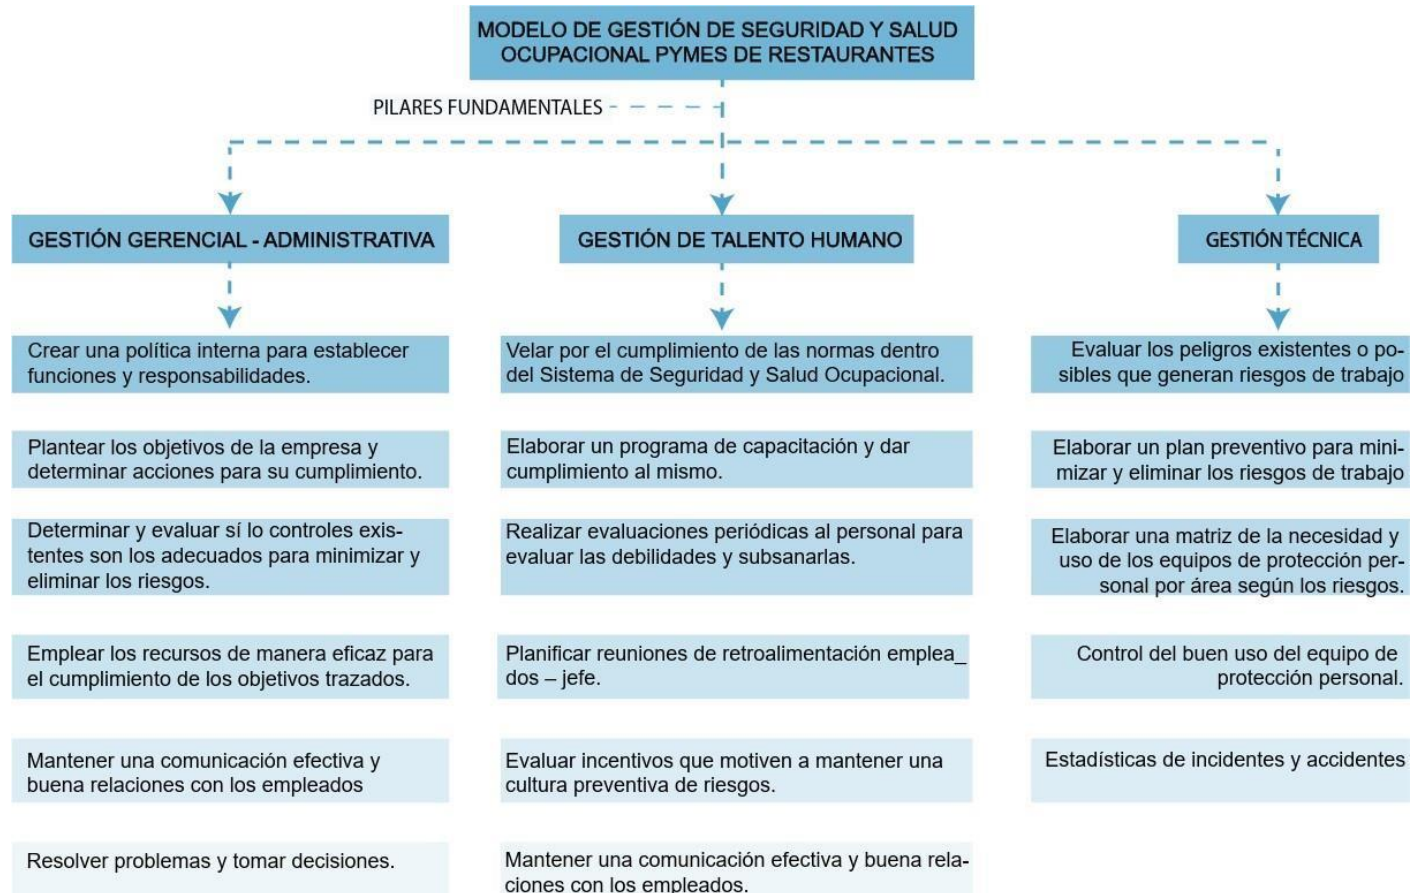 MODELO DE GESTIÓN DE SEGURIDAD Y SALUD
OCUPACIONAL PYMES DE RESTAURANTES
PILARES FUNDAMENTALES
GESTIÓN GERENCIAL - ADMINISTRATIVA
Crear una política interna para establecer
funciones y responsabilidades.
Plantear los objetivos de la empresa y
determinar acciones para su cumplimiento.
Determinar y evaluar sí lo controles exis-
tentes son los adecuados para minimizar y
eliminar los riesgos.
Emplear los recursos de manera eficaz para
el cumplimiento de los objetivos trazados.
Mantener una comunicación efectiva y
buena relaciones con los empleados
Resolver problemas y tomar decisiones.
GESTIÓN DE TALENTO HUMANO
Velar por el cumplimiento de las normas dentro
del Sistema de Seguridad y Salud Ocupacional.
Elaborar un programa de capacitación y dar
cumplimiento al mismo.
Realizar evaluaciones periódicas al personal para
evaluar las debilidades y subsanarlas.
Planificar reuniones de retroalimentación emplea_
dos – jefe.
Evaluar incentivos que motiven a mantener una
cultura preventiva de riesgos.
Mantener una comunicación efectiva y buena rela-
ciones con los empleados.
GESTIÓN TÉCNICA
Evaluar los peligros existentes o po-
sibles que generan riesgos de trabajo
Elaborar un plan preventivo para mini-
mizar y eliminar los riesgos de trabajo
Elaborar una matriz de la necesidad y
uso de los equipos de protección per-
sonal por área según los riesgos.
Control del buen uso del equipo de
protección personal.
Estadísticas de incidentes y accidentes